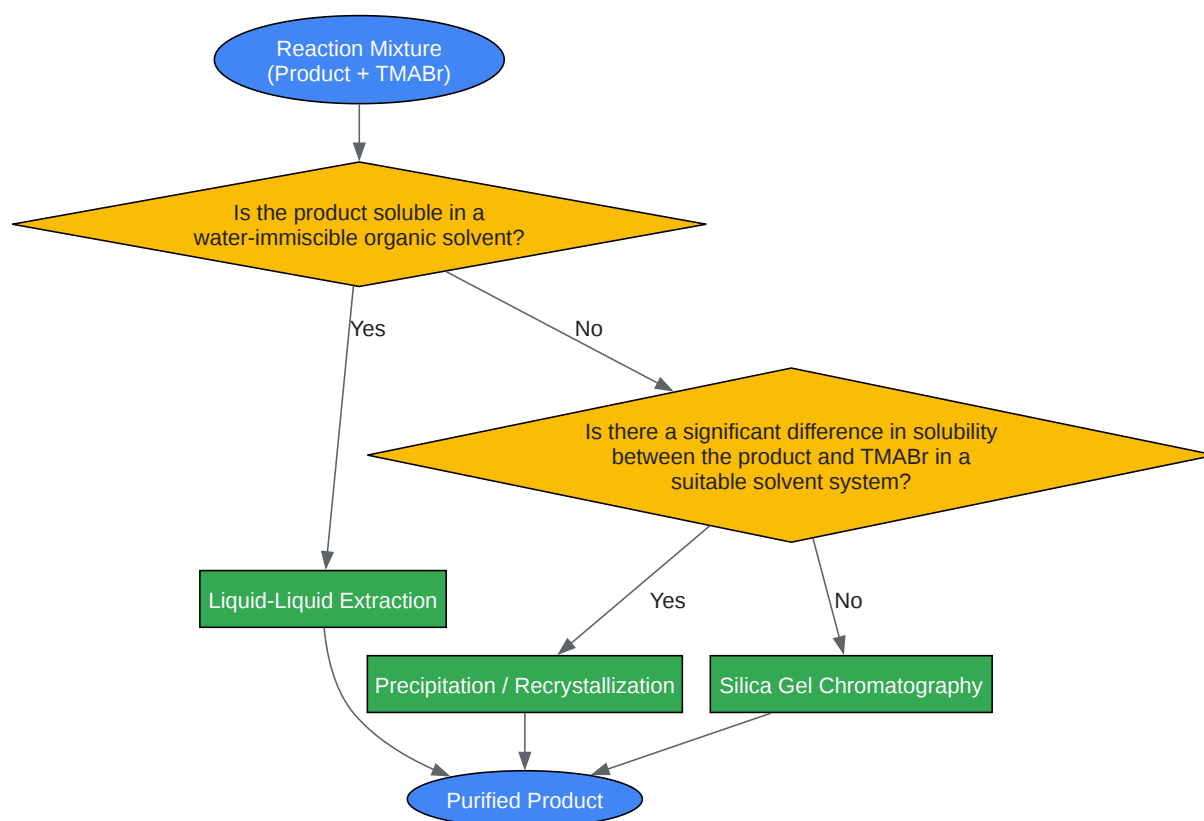 Reaction Mixture
(Product + TMABr)
Is the product soluble in a
water-immiscible organic solvent?
Yes
No
Is there a significant difference in solubility
between the product and TMABr in a
suitable solvent system?
Liquid-Liquid Extraction
Yes
No
Precipitation / Recrystallization
Silica Gel Chromatography
Purified Product